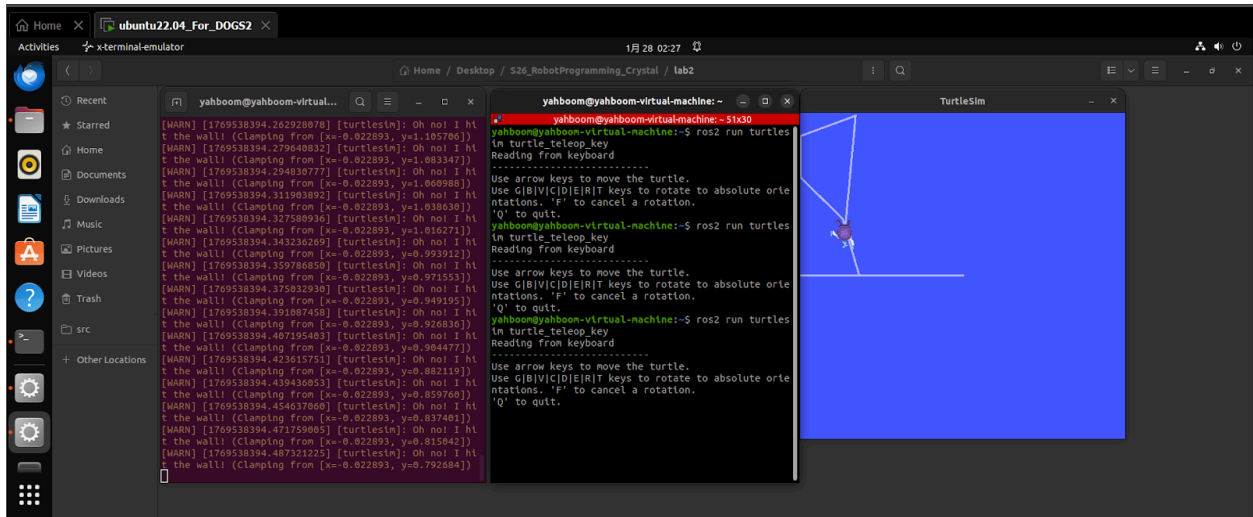 Home
ubuntu22.04_For_DOGS2
Activities
x-terminal-emulator
1月 28 02:27
Home / Desktop / S26_RobotProgramming_Crystal / lab2
Recent
Starred
Home
Documents
Downloads
Music
Pictures
Videos
Trash
src
+ Other Locations
yahboom@yahboom-virtual...
[WARN] [1769538394.262928078] [turtlesim]: Oh no! I hi
t the wall! (Clamping from [x=-0.022893, y=1.105706])
[WARN] [1769538394.279640832] [turtlesim]: Oh no! I hi
t the wall! (Clamping from [x=-0.022893, y=1.083347])
[WARN] [1769538394.294830777] [turtlesim]: Oh no! I hi
t the wall! (Clamping from [x=-0.022893, y=1.060988])
[WARN] [1769538394.311903892] [turtlesim]: Oh no! I hi
t the wall! (Clamping from [x=-0.022893, y=1.038630])
[WARN] [1769538394.327580936] [turtlesim]: Oh no! I hi
t the wall! (Clamping from [x=-0.022893, y=1.016271])
[WARN] [1769538394.343236269] [turtlesim]: Oh no! I hi
t the wall! (Clamping from [x=-0.022893, y=0.993912])
[WARN] [1769538394.359786850] [turtlesim]: Oh no! I hi
t the wall! (Clamping from [x=-0.022893, y=0.971553])
[WARN] [1769538394.375032930] [turtlesim]: Oh no! I hi
t the wall! (Clamping from [x=-0.022893, y=0.949195])
[WARN] [1769538394.391087458] [turtlesim]: Oh no! I hi
t the wall! (Clamping from [x=-0.022893, y=0.926836])
[WARN] [1769538394.407195403] [turtlesim]: Oh no! I hi
t the wall! (Clamping from [x=-0.022893, y=0.904477])
[WARN] [1769538394.423615751] [turtlesim]: Oh no! I hi
t the wall! (Clamping from [x=-0.022893, y=0.882119])
[WARN] [1769538394.439436053] [turtlesim]: Oh no! I hi
t the wall! (Clamping from [x=-0.022893, y=0.859760])
[WARN] [1769538394.454637060] [turtlesim]: Oh no! I hi
t the wall! (Clamping from [x=-0.022893, y=0.837401])
[WARN] [1769538394.471759005] [turtlesim]: Oh no! I hi
t the wall! (Clamping from [x=-0.022893, y=0.815042])
[WARN] [1769538394.487321225] [turtlesim]: Oh no! I hi
t the wall! (Clamping from [x=-0.022893, y=0.792684])
yahboom@yahboom-virtual-machine: ~
yahboom@yahboom-virtual-machine: ~ 51x30
yahboom@yahboom-virtual-machine:~$ ros2 run turtles
im turtle_teleop_key
Reading from keyboard
---------------------------
Use arrow keys to move the turtle.
Use G|B|V|C|D|E|R|T keys to rotate to absolute orie
ntations. 'F' to cancel a rotation.
'Q' to quit.
yahboom@yahboom-virtual-machine:~$ ros2 run turtles
im turtle_teleop_key
Reading from keyboard
---------------------------
Use arrow keys to move the turtle.
Use G|B|V|C|D|E|R|T keys to rotate to absolute orie
ntations. 'F' to cancel a rotation.
'Q' to quit.
yahboom@yahboom-virtual-machine:~$ ros2 run turtles
im turtle_teleop_key
Reading from keyboard
---------------------------
Use arrow keys to move the turtle.
Use G|B|V|C|D|E|R|T keys to rotate to absolute orie
ntations. 'F' to cancel a rotation.
'Q' to quit.
TurtleSim